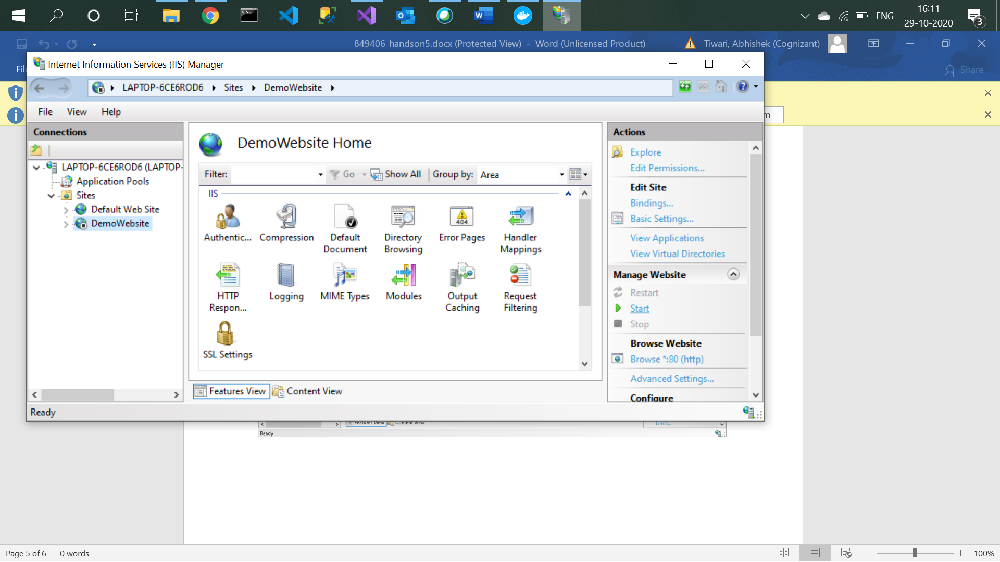 ENG
16:11
29-10-2020
3
849406_handson5.docx (Protected View) - Word (Unlicensed Product)
Tiwari, Abhishek (Cognizant)
Share
Internet Information Services (IIS) Manager
LAPTOP-6CE6ROD6
Sites
DemoWebsite
File
View
Help
Connections
LAPTOP-6CE6ROD6 (LAPTOP-
Application Pools
Sites
Default Web Site
DemoWebsite
DemoWebsite Home
Filter:
Go
Show All
Group by:
Area
IIS
Authentic...
Compression
Default
Document
Directory
Browsing
Error Pages
404
Handler
Mappings
HTTP
Respon...
Logging
MIME Types
Modules
Output
Caching
Request
Filtering
SSL Settings
Features View
Content View
Actions
Explore
Edit Permissions...
Edit Site
Bindings...
Basic Settings...
View Applications
View Virtual Directories
Manage Website
Restart
Start
Stop
Browse Website
Browse *:80 (http)
Advanced Settings...
Configure
Ready
Features View
Content View
Limits...
Ready
Page 5 of 6
0 words
100%